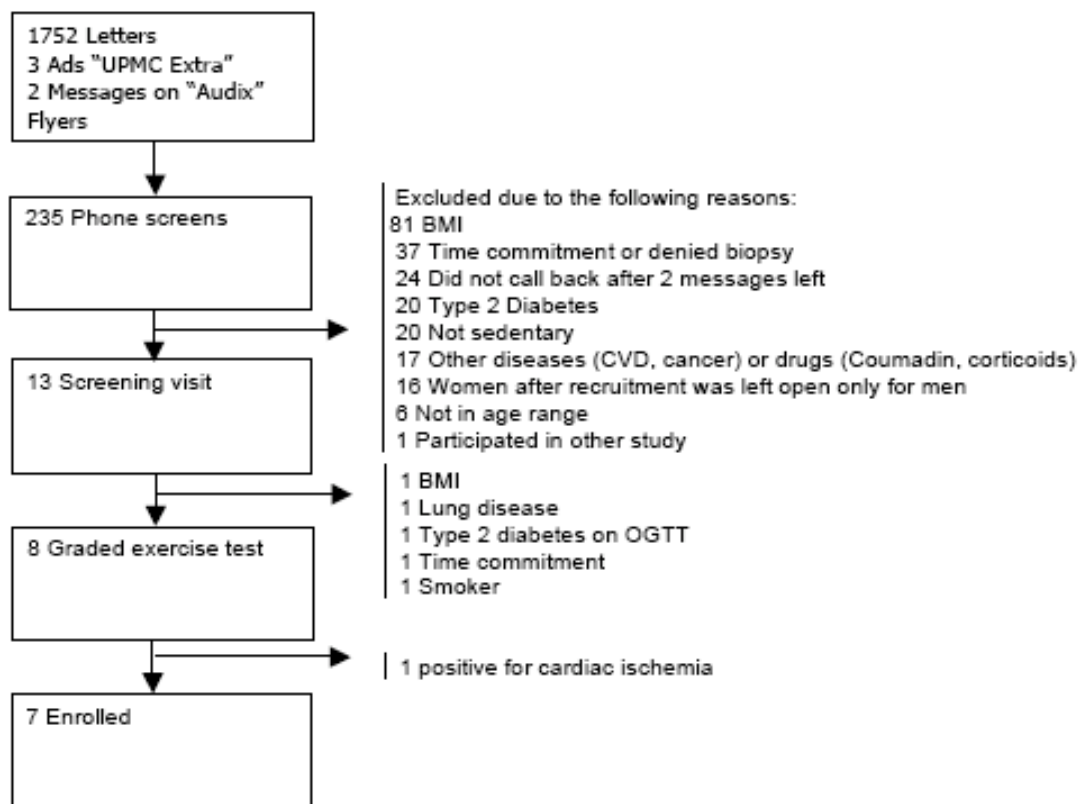 1752 Letters
3 Ads “UPMC Extra”
2 Messages on “Audix”
Flyers
235 Phone screens
Excluded due to the following reasons:
81 BMI
37 Time commitment or denied biopsy
24 Did not call back after 2 messages left
20 Type 2 Diabetes
20 Not sedentary
17 Other diseases (CVD, cancer) or drugs (Coumadin, corticoids)
16 Women after recruitment was left open only for men
6 Not in age range
1 Participated in other study
13 Screening visit
1 BMI
1 Lung disease
1 Type 2 diabetes on OGTT
1 Time commitment
1 Smoker
8 Graded exercise test
1 positive for cardiac ischemia
7 Enrolled